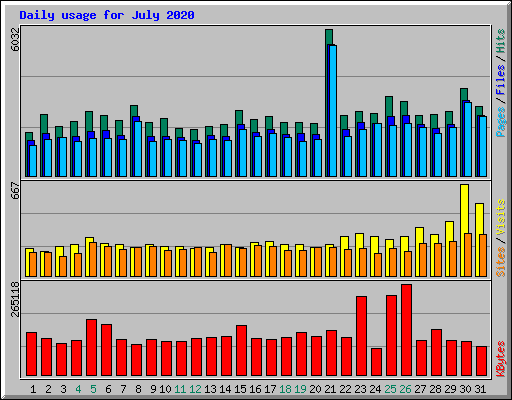 Daily usage for July 2020
6032
Pages / Files / Hits
667
Sites / Visits
265118
KBytes
1 2 3 4 5 6 7 8 9 10 11 12 13 14 15 16 17 18 19 20 21 22 23 24 25 26 27 28 29 30 31